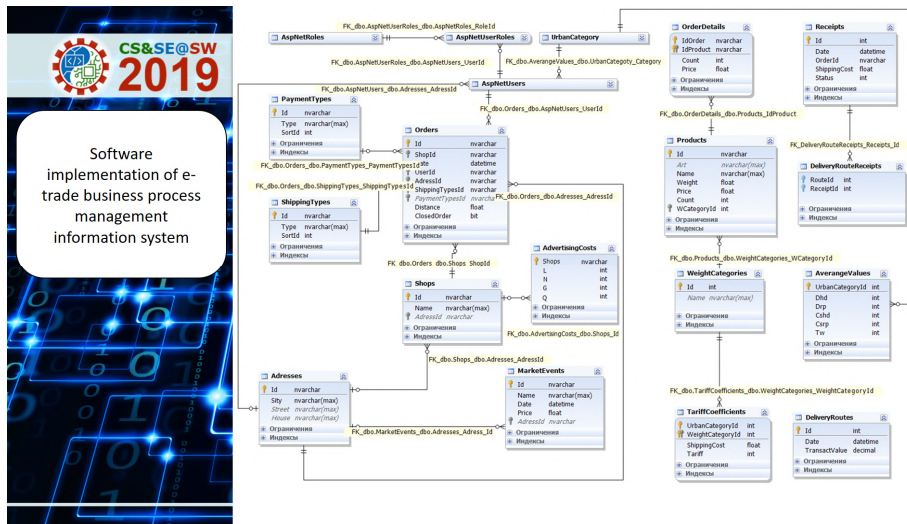 CS&SE@SW
2019
Software
implementation of e-
trade business process
management
information system
FK_dbo.AspNetUserRoles_dbo.AspNetRoles_RoleId
AspNetRoles
AspNetUserRoles
UrbanCategory
FK_dbo.AspNetUserRoles_dbo.AspNetUsers_UserId
FK_dbo.AverangeValues_dbo.UrbanCategoty_Category
AspNetUsers
FK_dbo.AspNetUsers_dbo.Adresses_AdressId
FK_dbo.Orders_dbo.AspNetUsers_UserId
PaymentTypes
Id nvarchar
Type nvarchar(max)
SortId int
Ограничения
Индексы
FK_dbo.Orders_dbo.PaymentTypes_PaymentTypesId
FK_dbo.Orders_dbo.ShippingTypes_ShippingTypesId
ShippingTypes
Id nvarchar
Type nvarchar(max)
SortId int
Ограничения
Индексы
Orders
Id nvarchar
ShopId nvarchar
datetime
UserId nvarchar
AdressId nvarchar
ShippingTypesId nvarchar
PaymentTypesId
Distance float
ClosedOrder bit
Ограничения
Индексы
FK_dbo.Orders_dbo.Adresses_AdressId
FK_dbo.Orders_dbo.Shops_ShopId
Shops
Id nvarchar
Name nvarchar(max)
AdressId nvarchar
Ограничения
Индексы
AdvertisingCosts
Shops nvarchar
L int
N int
G int
Q int
Ограничения
Индексы
FK_dbo.AdvertisingCosts_dbo.Shops_Id
FK_dbo.Shops_dbo.Adresses_AdressId
Adresses
Id nvarchar
Sity nvarchar(max)
Street nvarchar(max)
House nvarchar(max)
Ограничения
Индексы
FK_dbo.MarketEvents_dbo.Adresses_Adress_Id
MarketEvents
Id nvarchar
Name nvarchar(max)
Date datetime
Price float
AdressId nvarchar
Ограничения
Индексы
OrderDetails
IdOrder nvarchar
IdProduct nvarchar
Count int
Price float
Ограничения
Индексы
FK_dbo.OrderDetails_dbo.Products_IdProduct
Products
Id nvarchar
Art nvarchar(max)
Name nvarchar(max)
Weight float
Price float
Count int
WCategoryId int
Ограничения
Индексы
FK_dbo.Products_dbo.WeightCategories_WCategoryId
WeightCategories
Id int
Name nvarchar(max)
Ограничения
Индексы
FK_dbo.TariffCoefficients_dbo.WeightCategories_WeightCategoryId
TariffCoefficients
UrbanCategoryId int
WeightCategoryId int
ShippingCost float
Tariff int
Ограничения
Индексы
Receipts
Id int
Date datetime
OrderId nvarchar
ShippingCost float
Status int
Ограничения
Индексы
FK_DeliveryRouteReceipts_Receipts_Id
DeliveryRouteReceipts
RouteId int
ReceiptId int
Ограничения
Индексы
AverangeValues
UrbanCategoryId int
Dhd int
Drp int
Cshd int
Csrp int
Tw int
Ограничения
Индексы
DeliveryRoutes
Id int
Date datetime
TransactValue decimal
Ограничения
Индексы